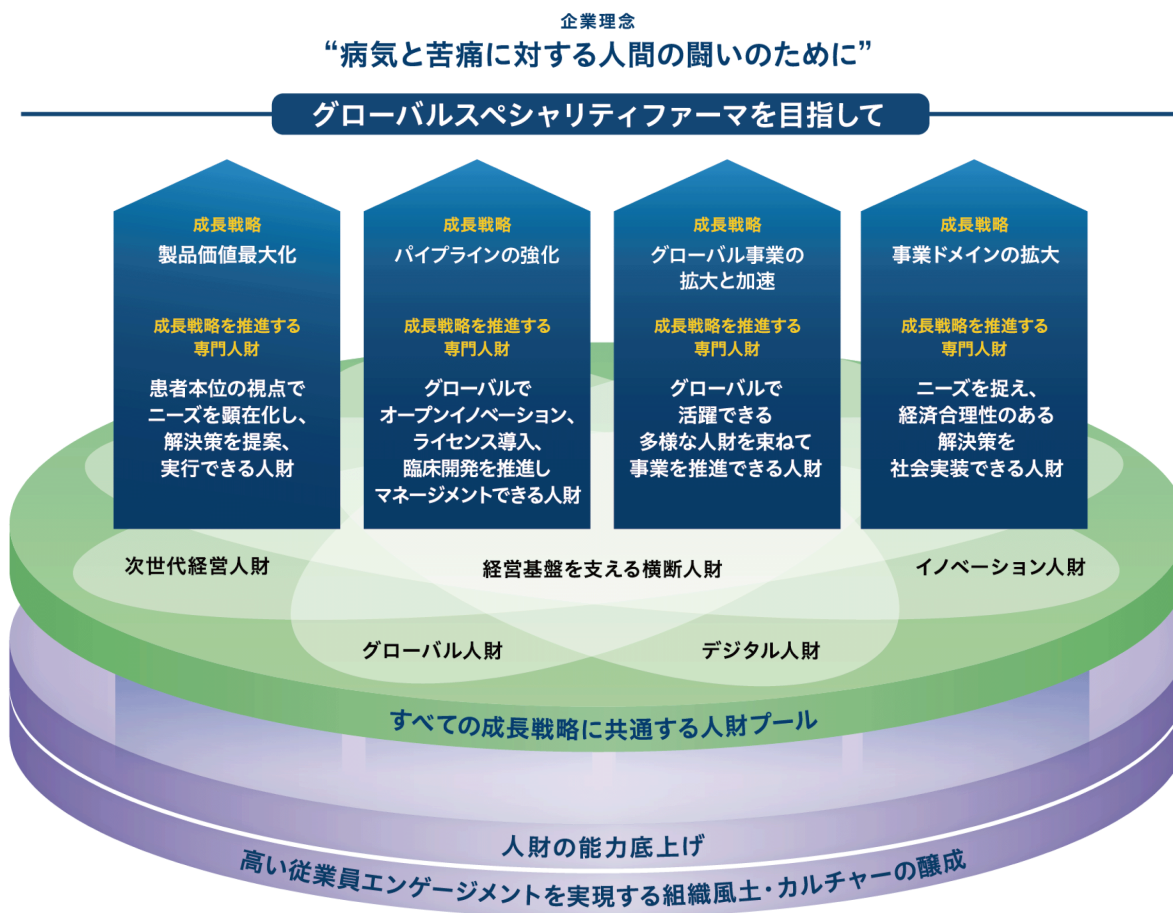 企業理念
“病気と苦痛に対する人間の闘いのために”
グローバルスペシャリティファーマを目指して
成長戦略
製品価値最大化
成長戦略を推進する
専門人財
患者本位の視点で
ニーズを顕在化し、
解決策を提案、
実行できる人財
成長戦略
パイプラインの強化
成長戦略を推進する
専門人財
グローバルで
オープンイノベーション、
ライセンス導入、
臨床開発を推進し
マネージメントできる人財
成長戦略
グローバル事業の
拡大と加速
成長戦略を推進する
専門人財
グローバルで
活躍できる
多様な人財を束ねて
事業を推進できる人財
成長戦略
事業ドメインの拡大
成長戦略を推進する
専門人財
ニーズを捉え、
経済合理性のある
解決策を
社会実装できる人財
次世代経営人財
経営基盤を支える横断人財
イノベーション人財
グローバル人財
デジタル人財
すべての成長戦略に共通する人財プール
人財の能力底上げ
高い従業員エンゲージメントを実現する組織風土・カルチャーの醸成